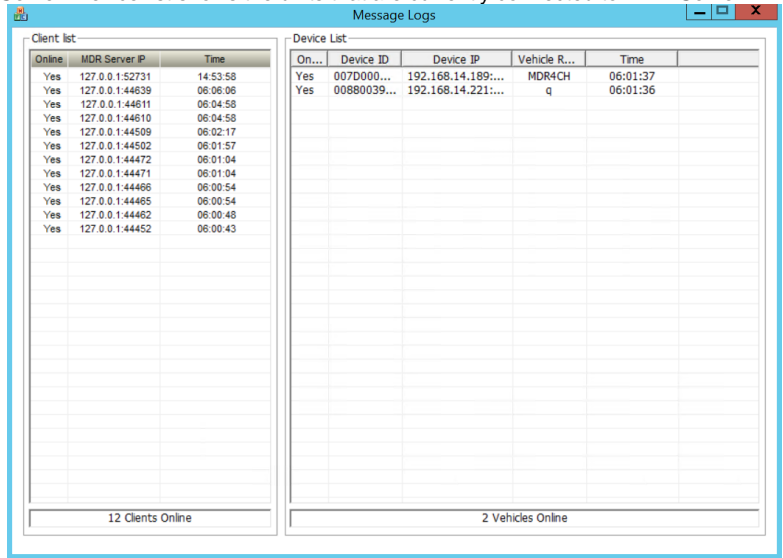 Message Logs
Client list
Online MDR Server IP Time
Yes 127.0.0.1:52731 14:53:58
Yes 127.0.0.1:44639 06:06:06
Yes 127.0.0.1:44611 06:04:58
Yes 127.0.0.1:44610 06:04:58
Yes 127.0.0.1:44509 06:02:17
Yes 127.0.0.1:44502 06:01:57
Yes 127.0.0.1:44472 06:01:04
Yes 127.0.0.1:44471 06:01:04
Yes 127.0.0.1:44466 06:00:54
Yes 127.0.0.1:44465 06:00:54
Yes 127.0.0.1:44462 06:00:48
Yes 127.0.0.1:44452 06:00:43
12 Clients Online
Device List
On... Device ID Device IP Vehicle R... Time
Yes 007D000... 192.168.14.189:... MDR4CH 06:01:37
Yes 00880039... 192.168.14.221:... q 06:01:36
2 Vehicles Online